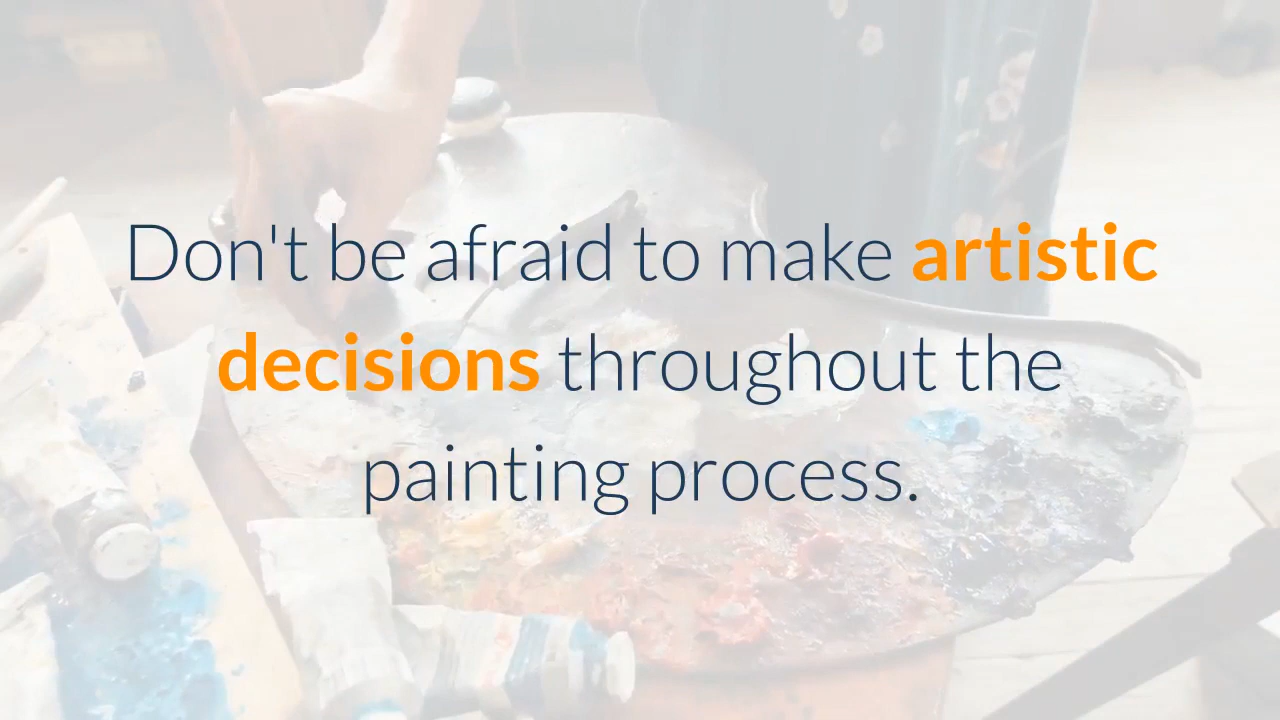 Don't be afraid to make artistic
decisions throughout the
painting process.